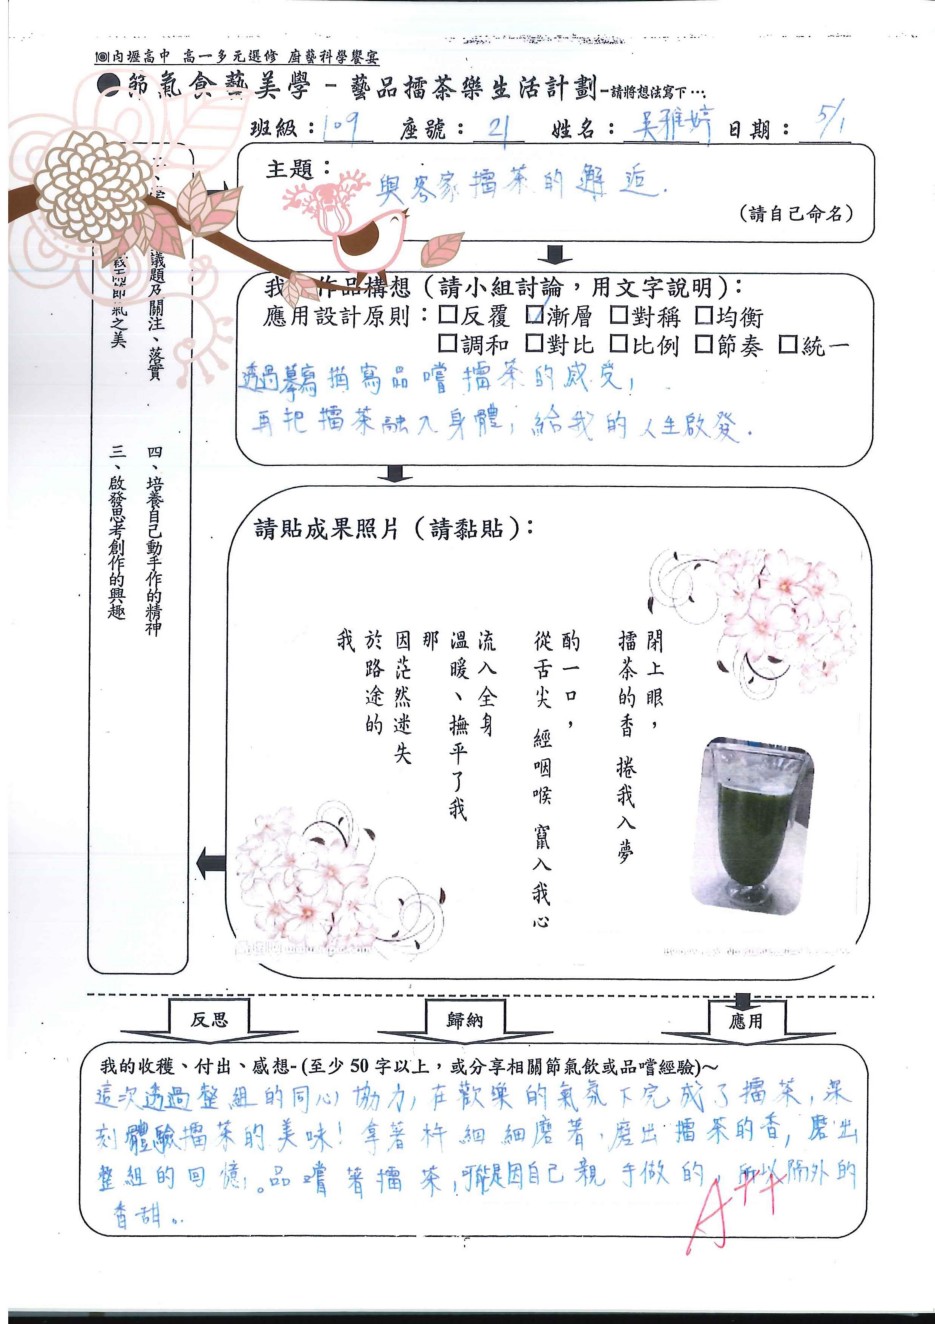 内壢高中 高一多元選修 廚藝科學饗宴
節氣食藝美學-藝品擂茶樂生活計劃-請將想法寫下…
班級：109 座號：21 姓名：吳雅婷 日期：5/1
主題：與客家擂茶的邂逅.
(請自己命名)
議題及關注、落實
節氣之美
三、啟發思考創作的興趣
四、培養自己動手作的精神
我 作品構想(請小組討論，用文字說明)：
應用設計原則：□反覆 ☑漸層 □對稱 □均衡
□調和 □對比 □比例 □節奏 □統一
透過摹寫描寫品嚐擂茶的感受,
再把擂茶融入身體,給我的人生啟發.
請貼成果照片(請黏貼)：
閉上眼，
擂茶的香 捲我入夢
酌一口，
從舌尖 經咽喉 竄入我心
流入全身
溫暖、撫平了我
那
因茫然迷失
於路途的
我
反思
歸納
應用
我的收穫、付出、感想-(至少50字以上，或分享相關節氣飲或品嚐經驗)~
這次透過整組的同心協力,在歡樂的氣氛下完成了擂茶,深
刻體驗擂茶的美味!拿著杵細細磨著,磨出擂茶的香,磨出
整組的回憶。品嚐著擂茶,可能是因自己親手做的,所以隔外的
香甜..
A++